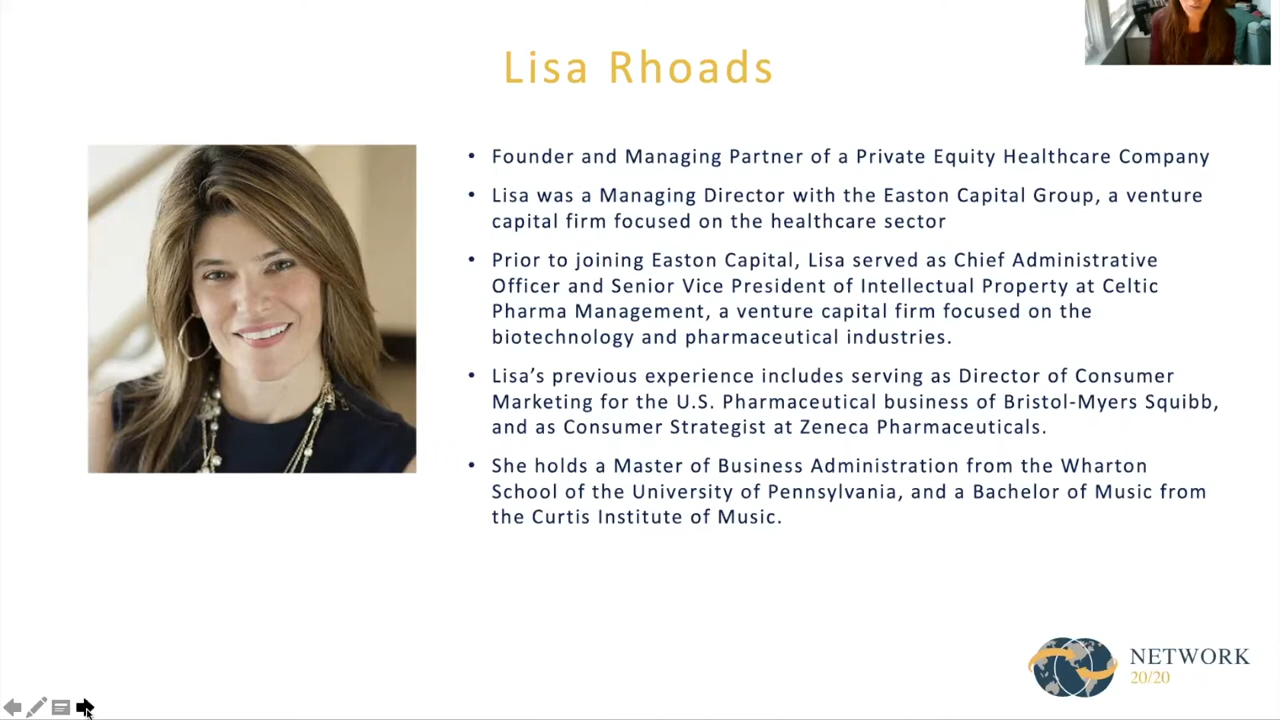 Lisa Rhoads
• Founder and Managing Partner of a Private Equity Healthcare Company
• Lisa was a Managing Director with the Easton Capital Group, a venture
capital firm focused on the healthcare sector
• Prior to joining Easton Capital, Lisa served as Chief Administrative
Officer and Senior Vice President of Intellectual Property at Celtic
Pharma Management, a venture capital firm focused on the
biotechnology and pharmaceutical industries.
• Lisa’s previous experience includes serving as Director of Consumer
Marketing for the U.S. Pharmaceutical business of Bristol-Myers Squibb,
and as Consumer Strategist at Zeneca Pharmaceuticals.
• She holds a Master of Business Administration from the Wharton
School of the University of Pennsylvania, and a Bachelor of Music from
the Curtis Institute of Music.
NETWORK
20/20